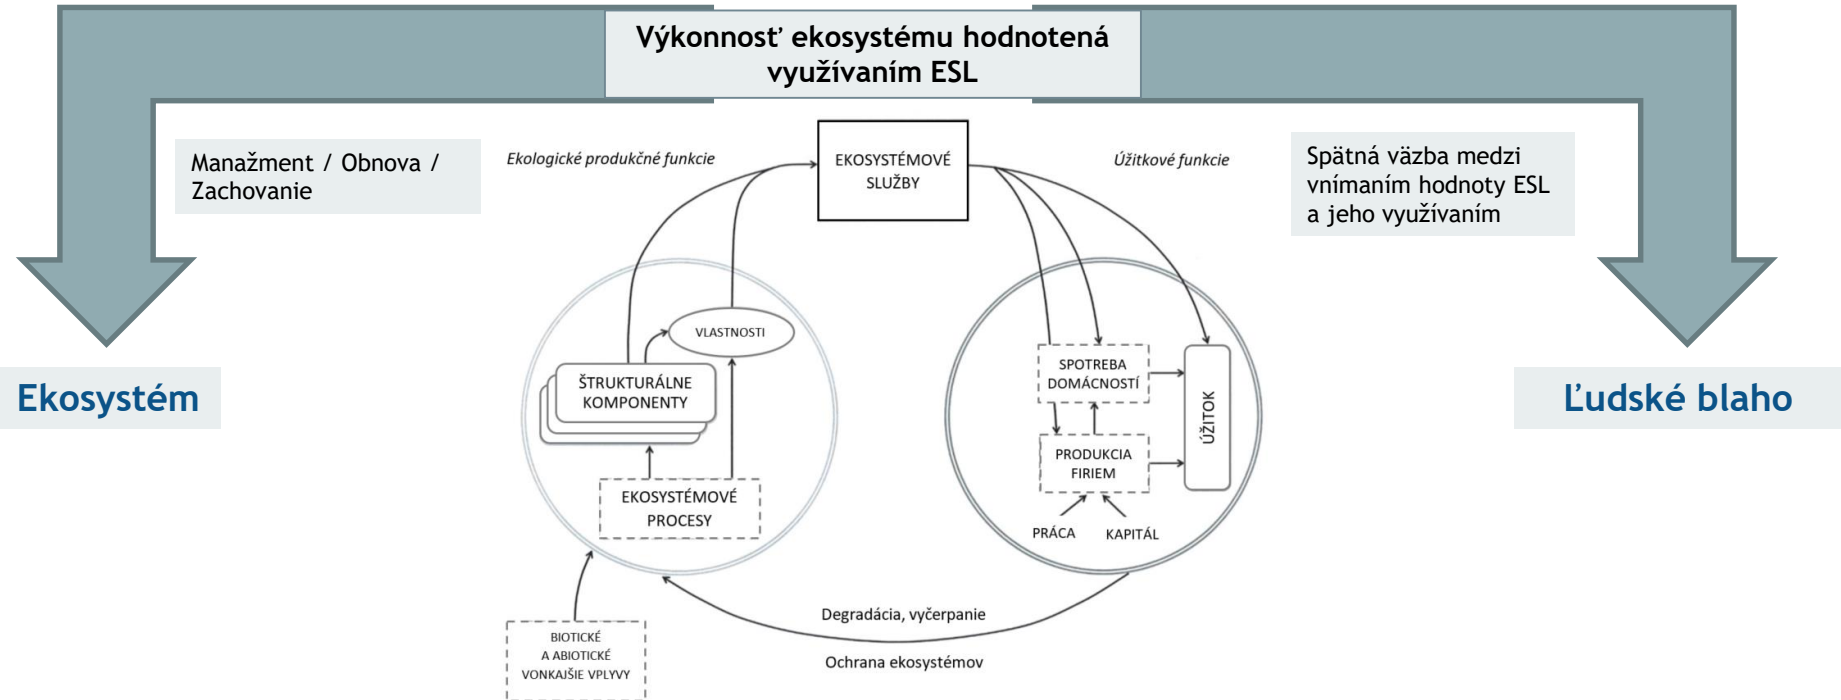 Výkonnosť ekosystému hodnotená
využívaním ESL
Manažment / Obnova /
Zachovanie
Ekologické produkčné funkcie
EKOSYSTÉMOVÉ
SLUŽBY
Úžitkové funkcie
Spätná väzba medzi
vnímaním hodnoty ESL
a jeho využívaním
Ekosystém
VLASTNOSTI
ŠTRUKTURÁLNE
KOMPONENTY
EKOSYSTÉMOVÉ
PROCESY
BIOTICKÉ
A ABIOTICKÉ
VONKAJŠIE VPLYVY
SPOTREBA
DOMÁCNOSTÍ
PRODUKCIA
FIRIEM
PRÁCA
KAPITÁL
ÚŽITOK
Ľudské blaho
Degradácia, vyčerpanie
Ochrana ekosystémov